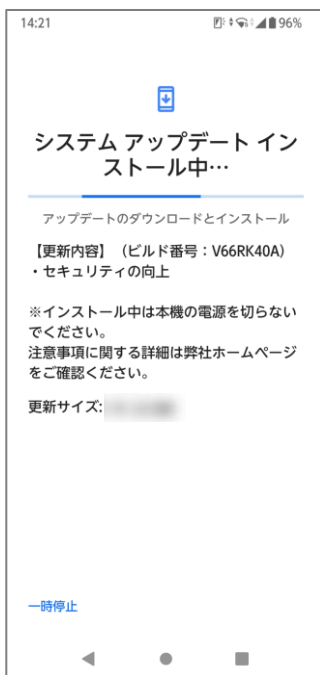 14:21
96%
システム アップデート イン
ストール中…
アップデートのダウンロードとインストール
【更新内容】（ビルド番号：V66RK40A）
・セキュリティの向上
※インストール中は本機の電源を切らない
でください。
注意事項に関する詳細は弊社ホームページ
をご確認ください。
更新サイズ:
一時停止